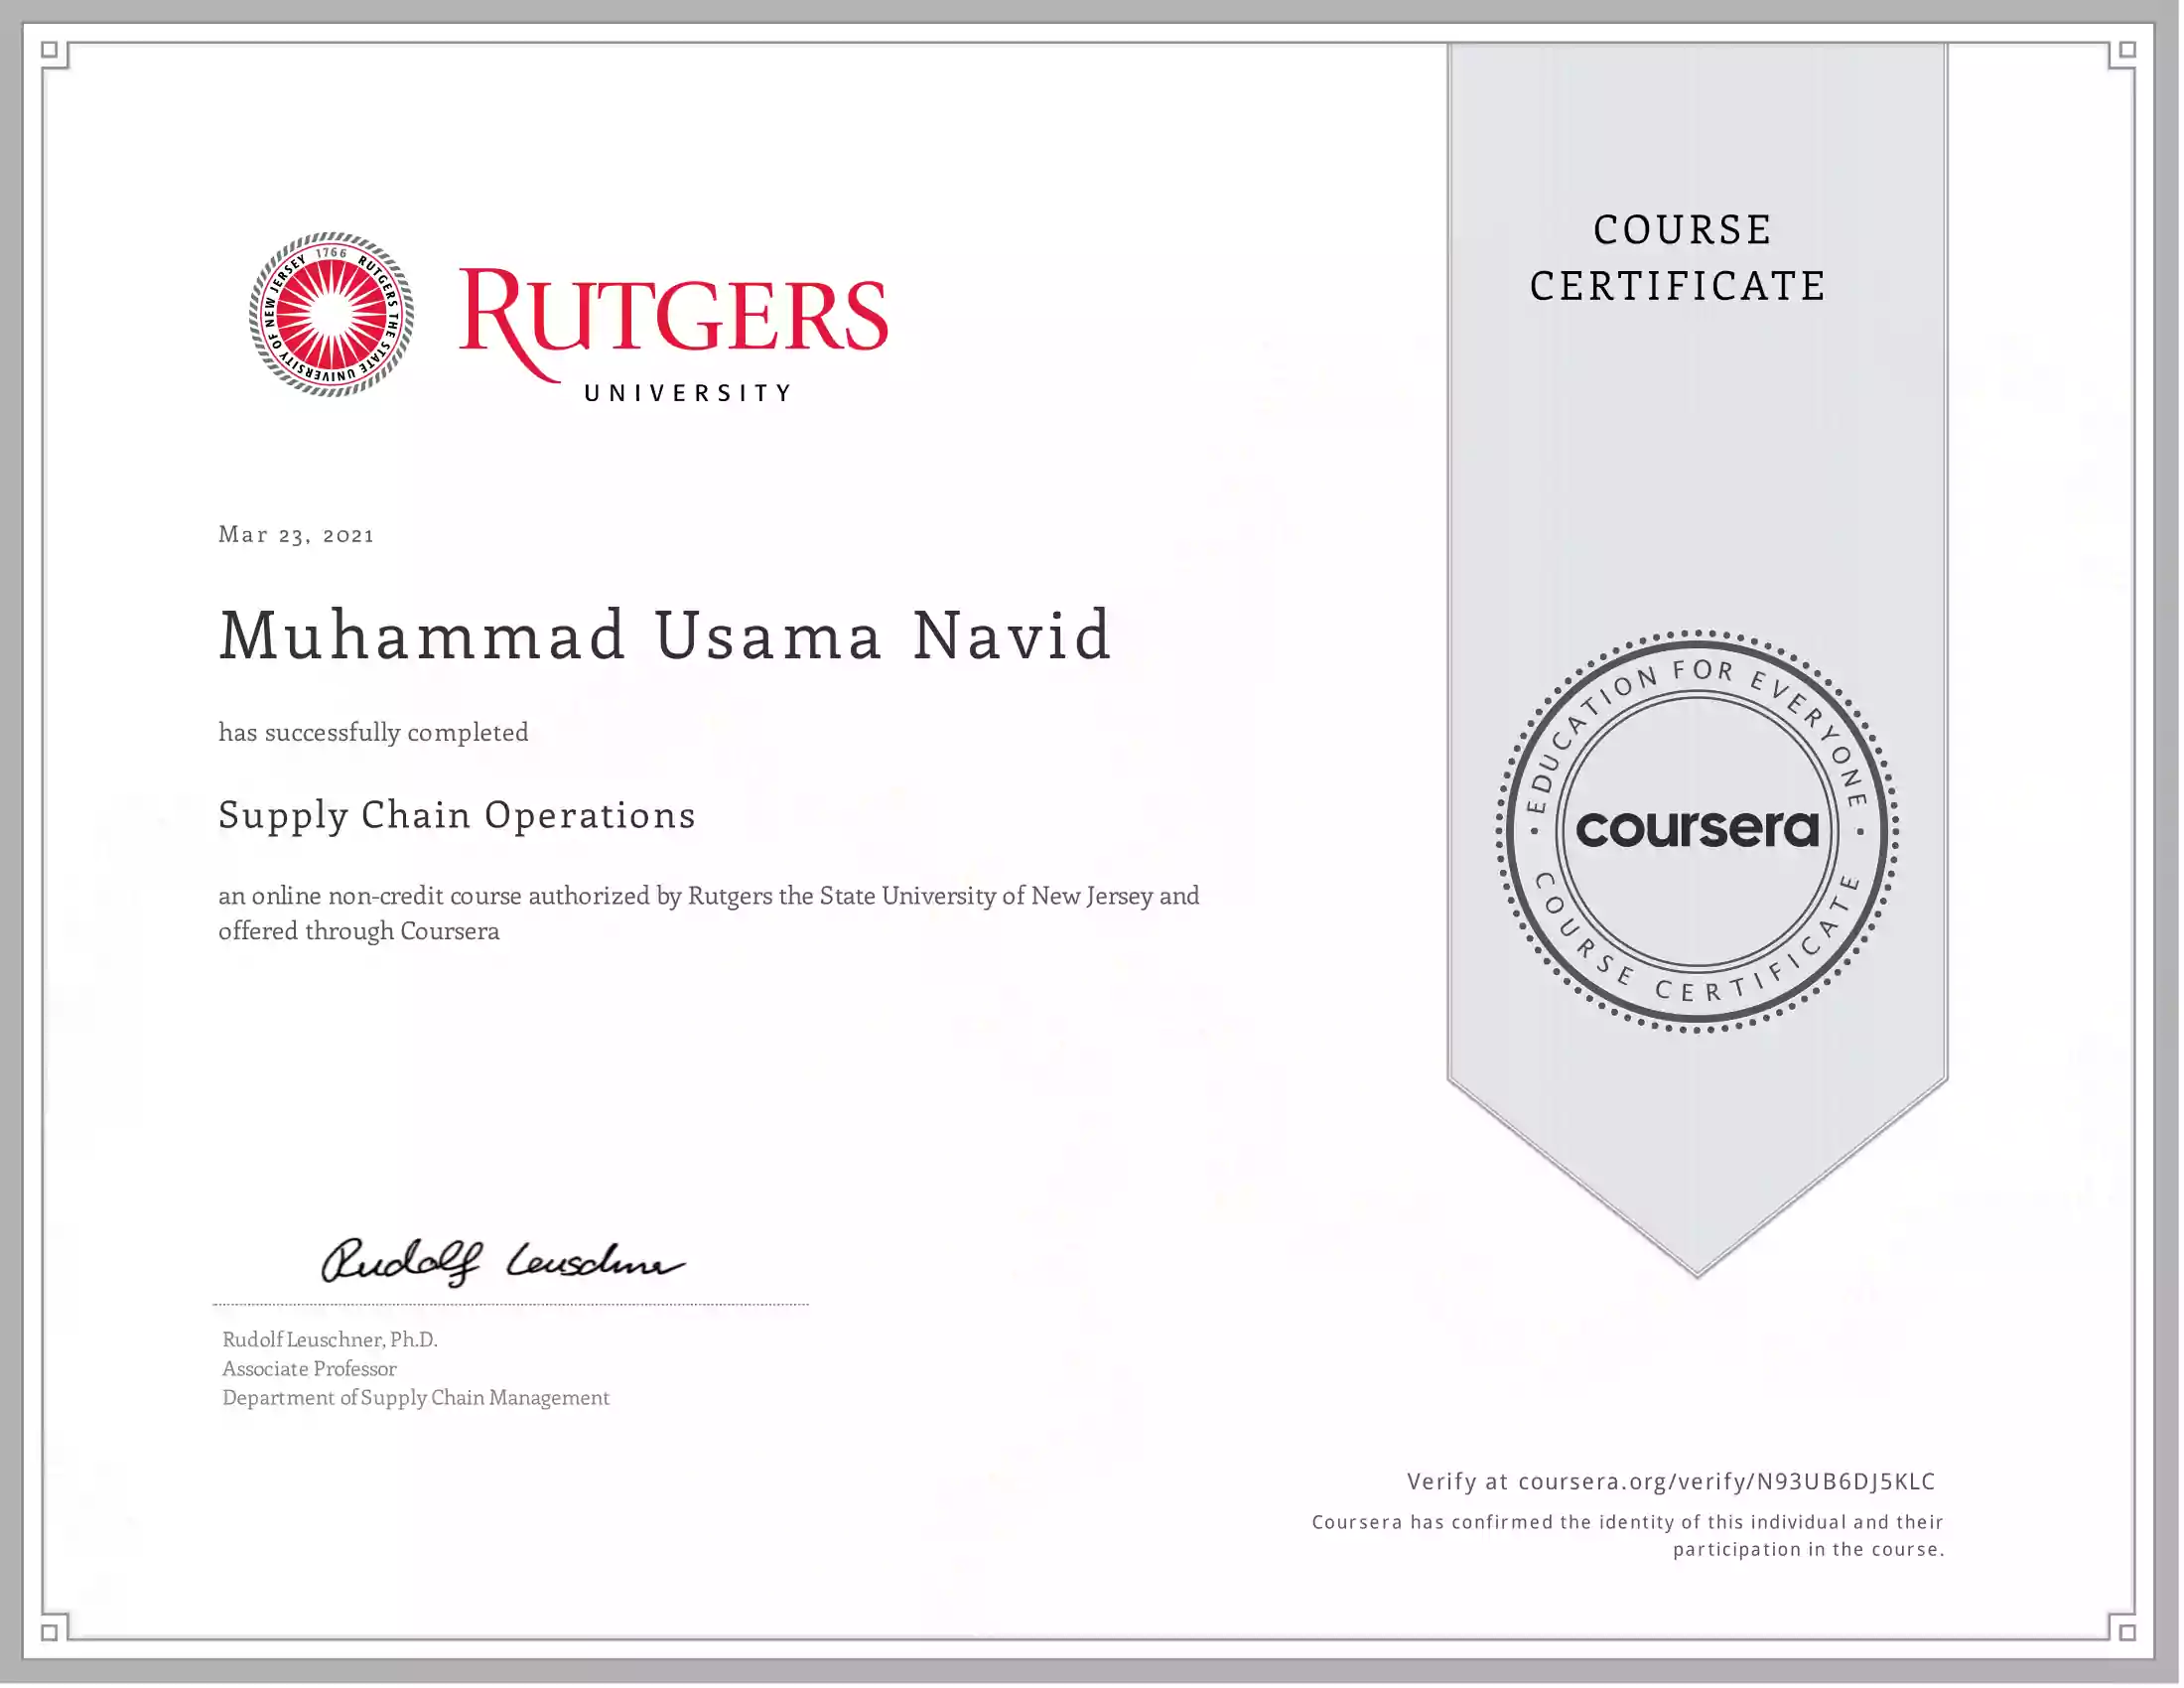 1766
RUTGERS THE STATE UNIVERSITY OF NEW JERSEY
RUTGERS
UNIVERSITY
COURSE
CERTIFICATE
Mar 23, 2021
Muhammad Usama Navid
has successfully completed
Supply Chain Operations
an online non-credit course authorized by Rutgers the State University of New Jersey and
offered through Coursera
EDUCATION FOR EVERYONE
coursera
COURSE CERTIFICATE
Rudolf Leuschner
Rudolf Leuschner, Ph.D.
Associate Professor
Department of Supply Chain Management
Verify at coursera.org/verify/N93UB6DJ5KLC
Coursera has confirmed the identity of this individual and their
participation in the course.